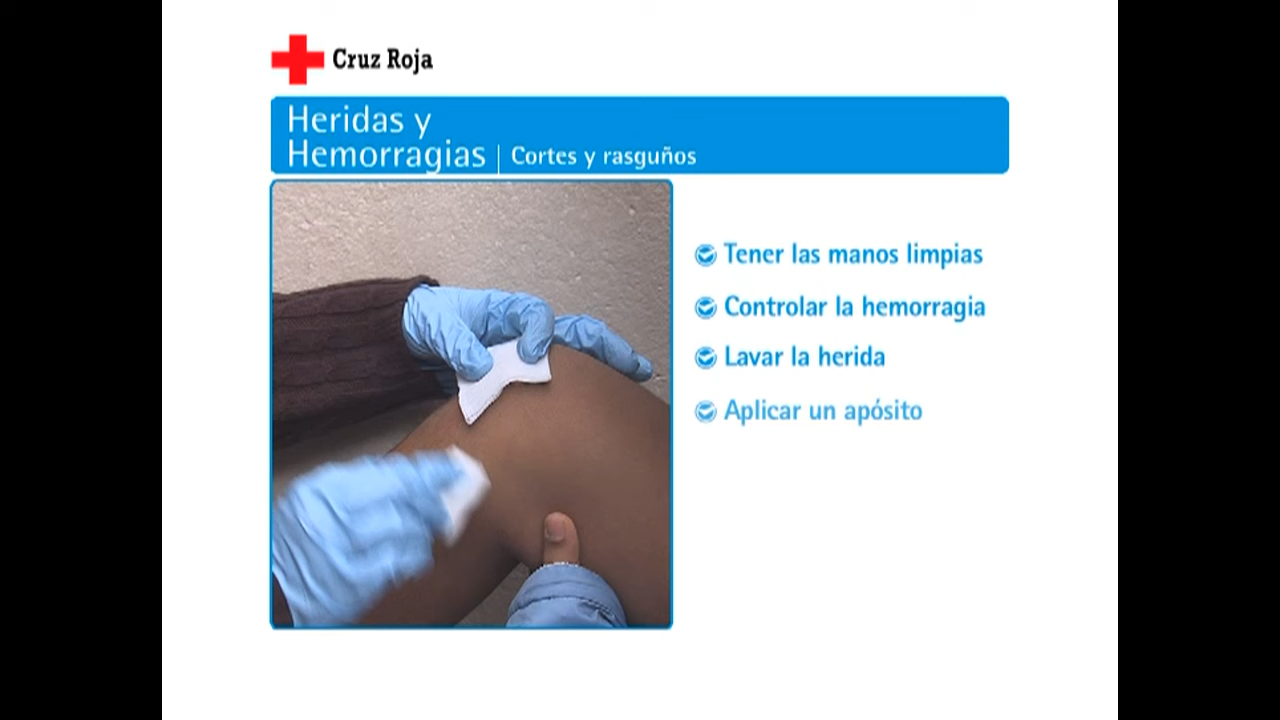 Cruz Roja
Heridas y
Hemorragias | Cortes y rasguños
Tener las manos limpias
Controlar la hemorragia
Lavar la herida
Aplicar un apósito